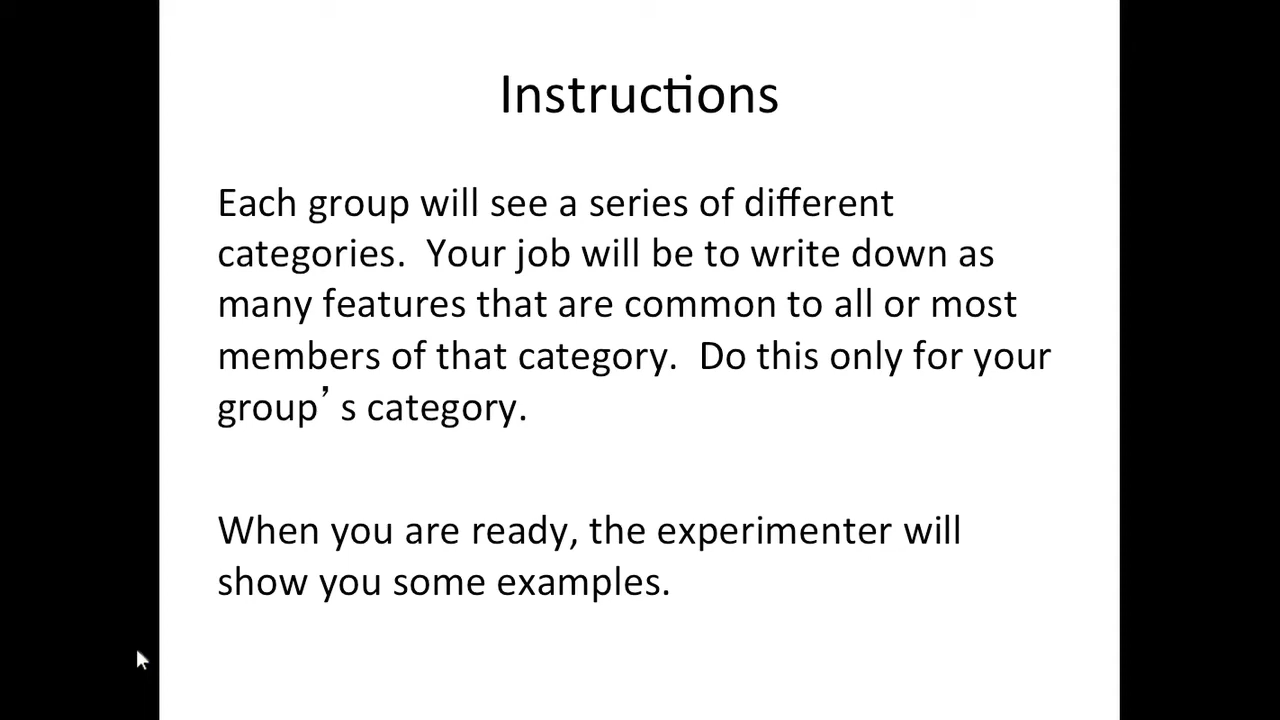 Instructions
Each group will see a series of different
categories.  Your job will be to write down as
many features that are common to all or most
members of that category.  Do this only for your
group’ s category.
When you are ready, the experimenter will
show you some examples.